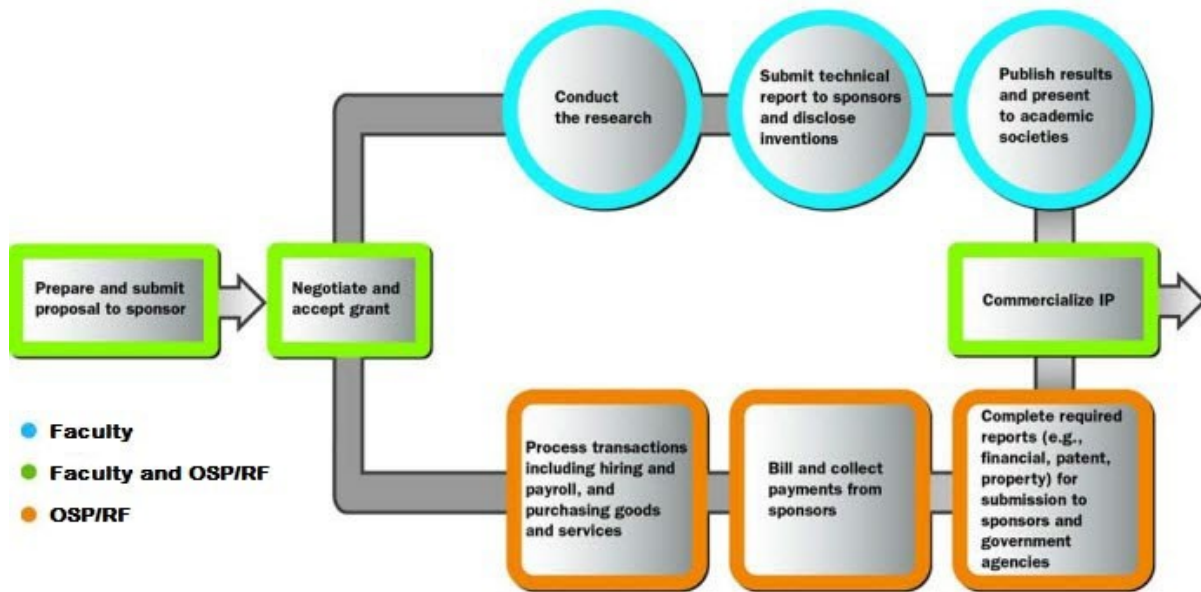 Conduct
the research
Submit technical
report to sponsors
and disclose
inventions
Publish results
and present
to academic
societies
Prepare and submit
proposal to sponsor
Negotiate and
accept grant
Commercialize IP
Faculty
Faculty and OSP/RF
OSP/RF
Process transactions
including hiring and
payroll, and
purchasing goods
and services
Bill and collect
payments from
sponsors
Complete required
reports (e.g.,
financial, patent,
property) for
submission to
sponsors and
government
agencies